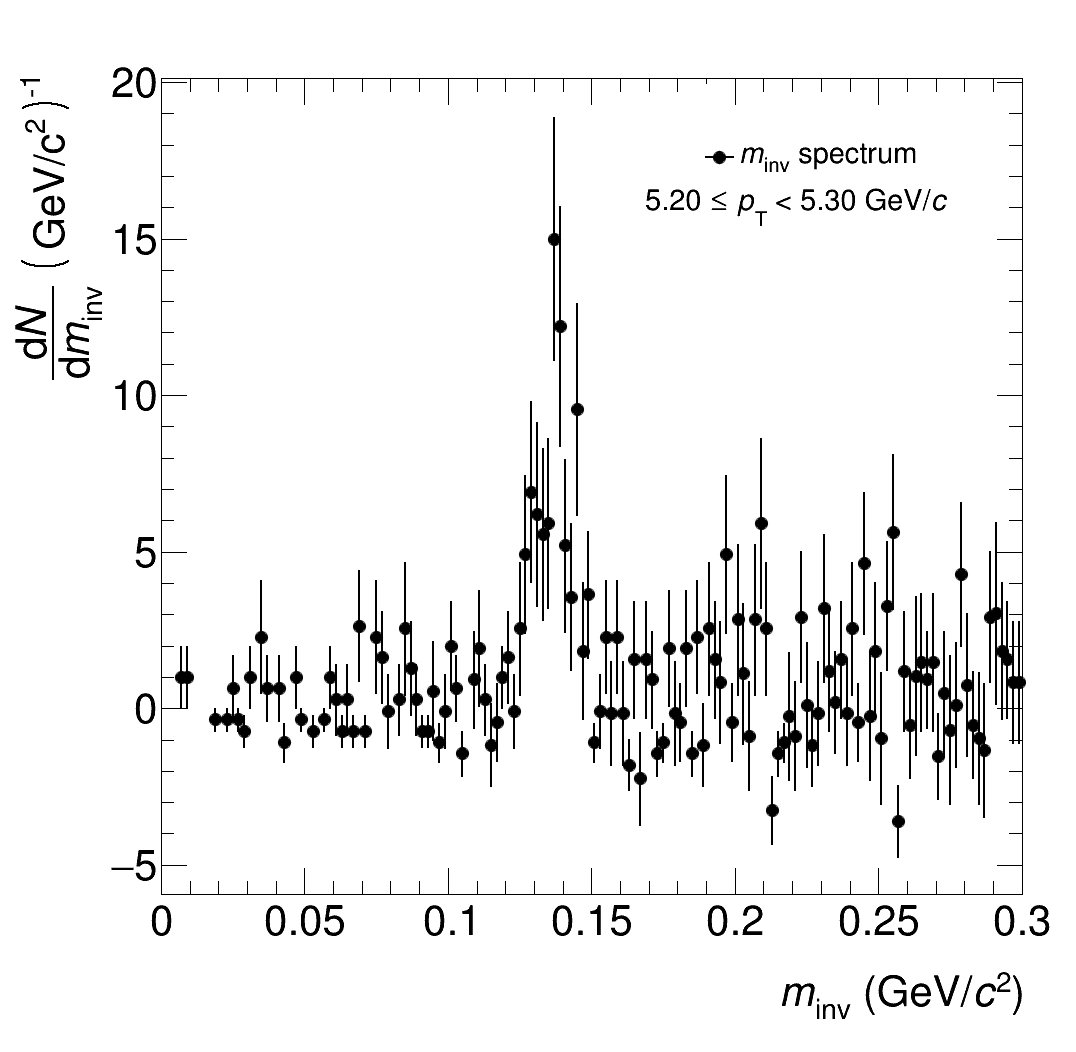 dN/dm_inv (GeV/c²)⁻¹
20
15
10
5
0
−5
m_inv spectrum
5.20 ≤ p_T < 5.30 GeV/c
0 0.05 0.1 0.15 0.2 0.25 0.3
m_inv (GeV/c²)